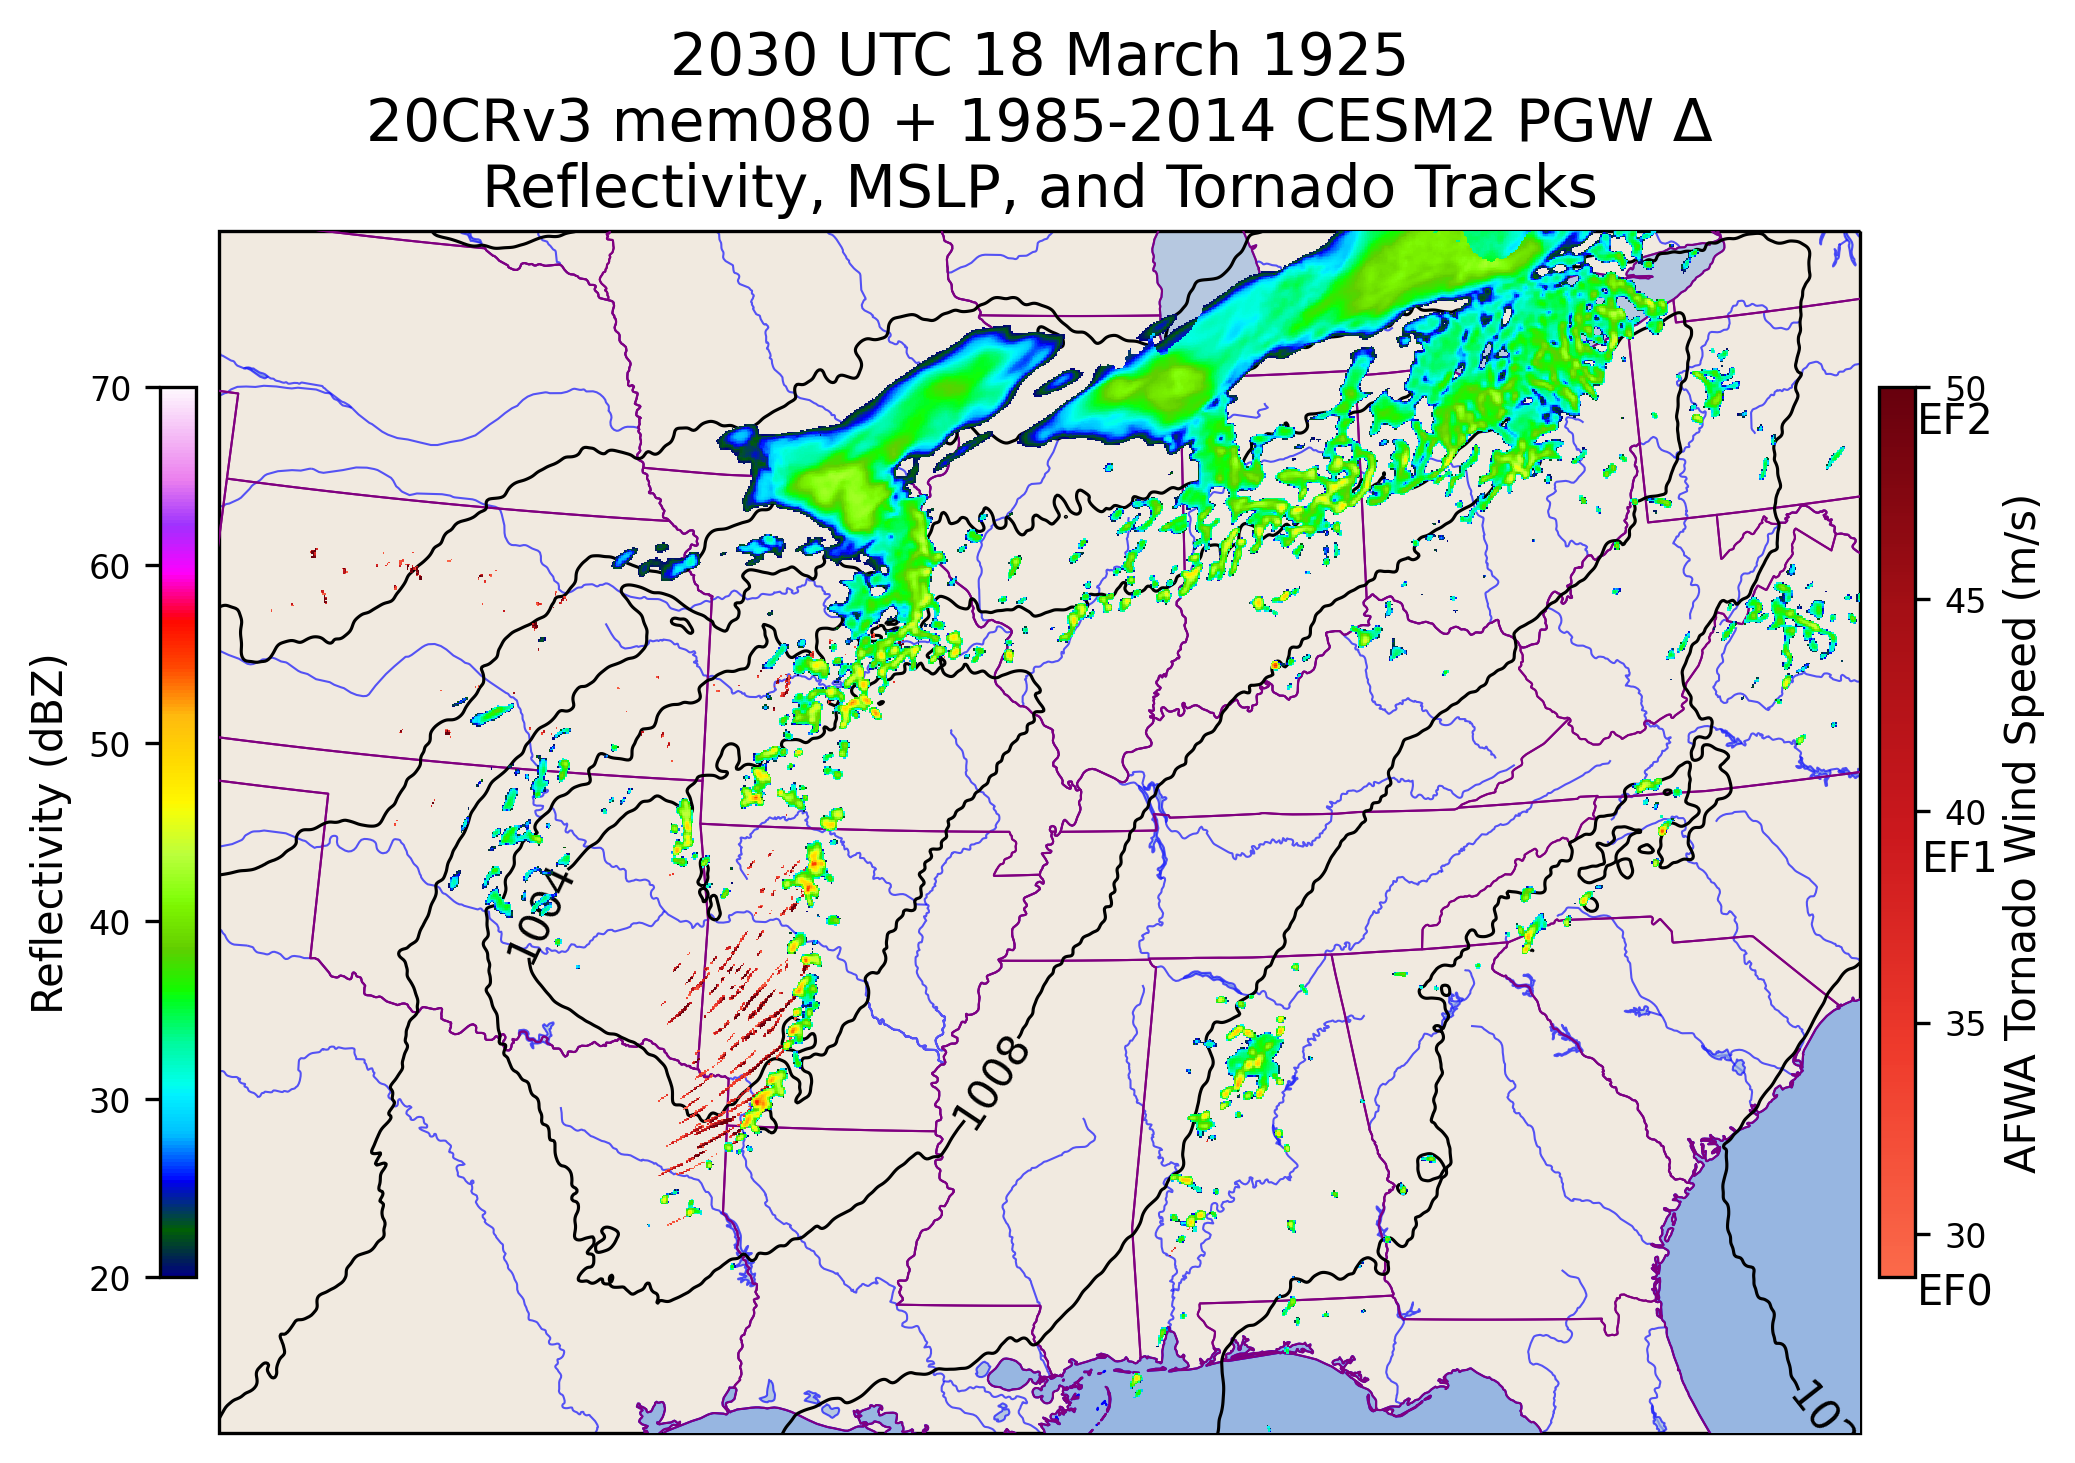 2030 UTC 18 March 1925
20CRv3 mem080 + 1985-2014 CESM2 PGW Δ
Reflectivity, MSLP, and Tornado Tracks
70
60
50
40
30
20
Reflectivity (dBZ)
1004
1008
50
EF2
45
40
EF1
35
30
EF0
AFWA Tornado Wind Speed (m/s)